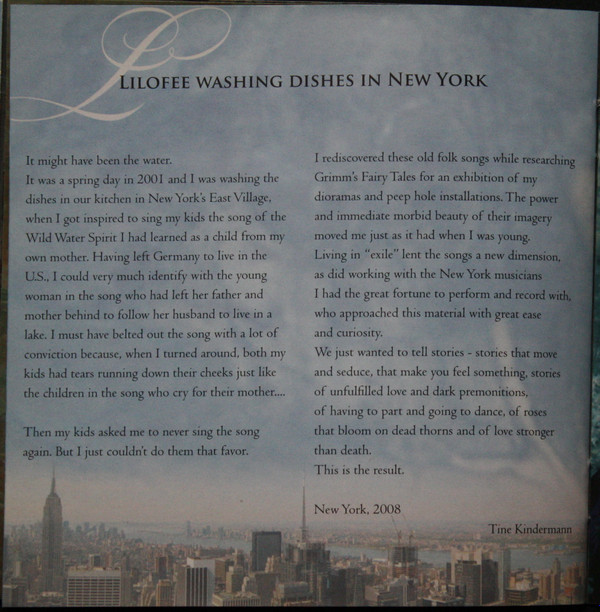 LILOFEE WASHING DISHES IN NEW YORK
It might have been the water.
It was a spring day in 2001 and I was washing the
dishes in our kitchen in New York's East Village,
when I got inspired to sing my kids the song of the
Wild Water Spirit I had learned as a child from my
own mother. Having left Germany to live in the
U.S., I could very much identify with the young
woman in the song who had left her father and
mother behind to follow her husband to live in a
lake. I must have belted out the song with a lot of
conviction because, when I turned around, both my
kids had tears running down their cheeks just like
the children in the song who cry for their mother....
Then my kids asked me to never sing the song
again. But I just couldn't do them that favor.
I rediscovered these old folk songs while researching
Grimm's Fairy Tales for an exhibition of my
dioramas and peep hole installations. The power
and immediate morbid beauty of their imagery
moved me just as it had when I was young.
Living in "exile" lent the songs a new dimension,
as did working with the New York musicians
I had the great fortune to perform and record with,
who approached this material with great ease
and curiosity.
We just wanted to tell stories - stories that move
and seduce, that make you feel something, stories
of unfulfilled love and dark premonitions,
of having to part and going to dance, of roses
that bloom on dead thorns and of love stronger
than death.
This is the result.
New York, 2008
Tine Kindermann